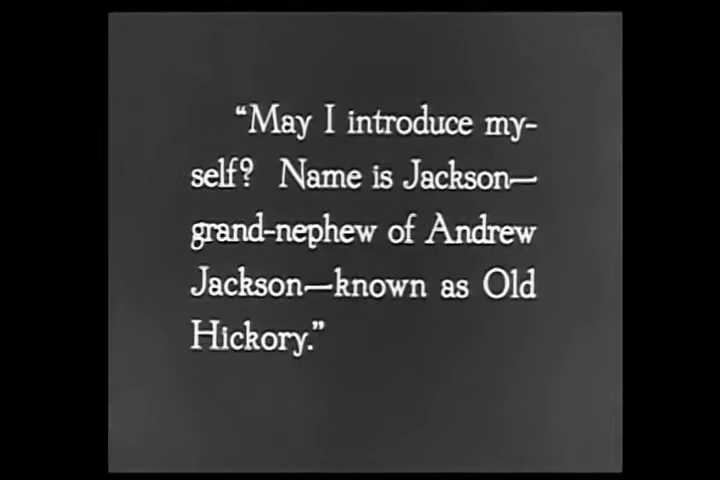 “May I introduce my-
self? Name is Jackson—
grand-nephew of Andrew
Jackson—known as Old
Hickory.”